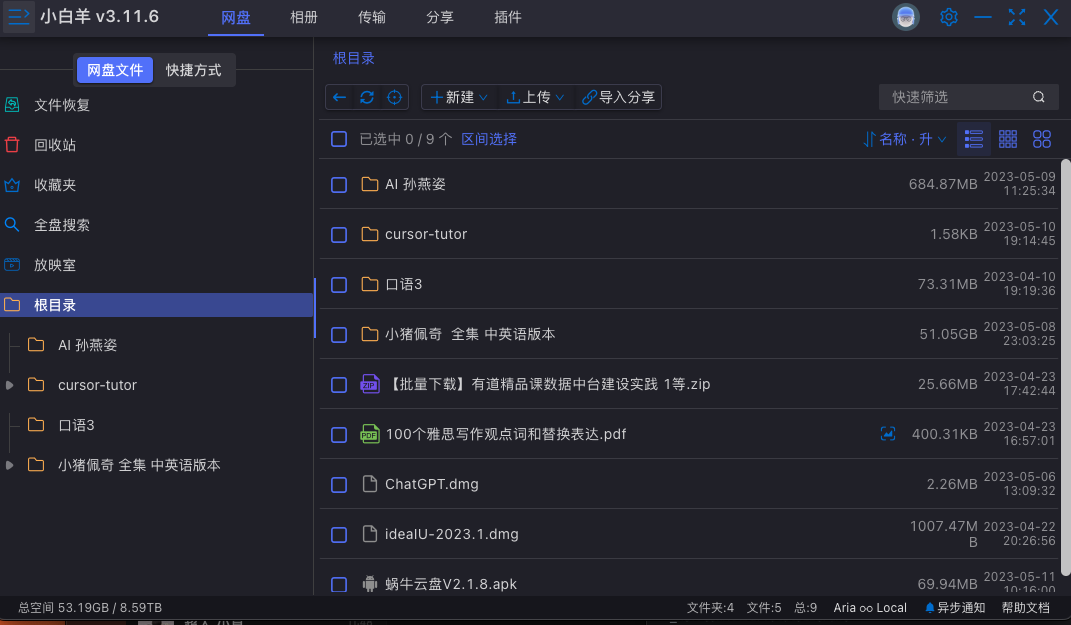 小白羊 v3.11.6
网盘 相册 传输 分享 插件
网盘文件 快捷方式
文件恢复
回收站
收藏夹
全盘搜索
放映室
根目录
AI 孙燕姿
cursor-tutor
口语3
小猪佩奇 全集 中英语版本
根目录
新建 上传 导入分享 快捷筛选
已选中 0 / 9 个 区间选择 名称 · 升
AI 孙燕姿 684.87MB 2023-05-09 11:25:34
cursor-tutor 1.58KB 2023-05-10 19:14:45
口语3 73.31MB 2023-04-10 19:19:36
小猪佩奇 全集 中英语版本 51.05GB 2023-05-08 23:03:25
ZIP 【批量下载】有道精品课数据中台建设实践 1等.zip 25.66MB 2023-04-23 17:42:44
PDF 100个雅思写作观点词和替换表达.pdf 400.31KB 2023-04-23 16:57:01
ChatGPT.dmg 2.26MB 2023-05-06 13:09:32
ideaIU-2023.1.dmg 1007.47MB 2023-04-22 20:26:56
蜗牛云盘V2.1.8.apk 69.94MB 2023-05-11 10:16:00
总空间 53.19GB / 8.59TB 文件夹:4 文件:5 总:9 Aria oo Local 异步通知 帮助文档